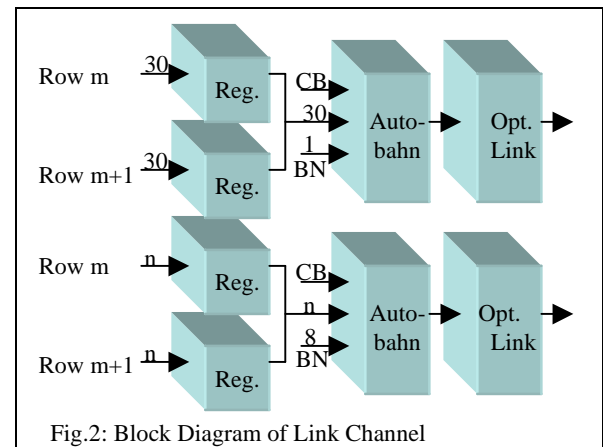 Row m
30
Reg.
CB
30
1
BN
Auto-
bahn
Opt.
Link
Row m+1
30
Reg.
Row m
n
Reg.
CB
n
8
BN
Auto-
bahn
Opt.
Link
Row m+1
n
Reg.
Fig.2: Block Diagram of Link Channel